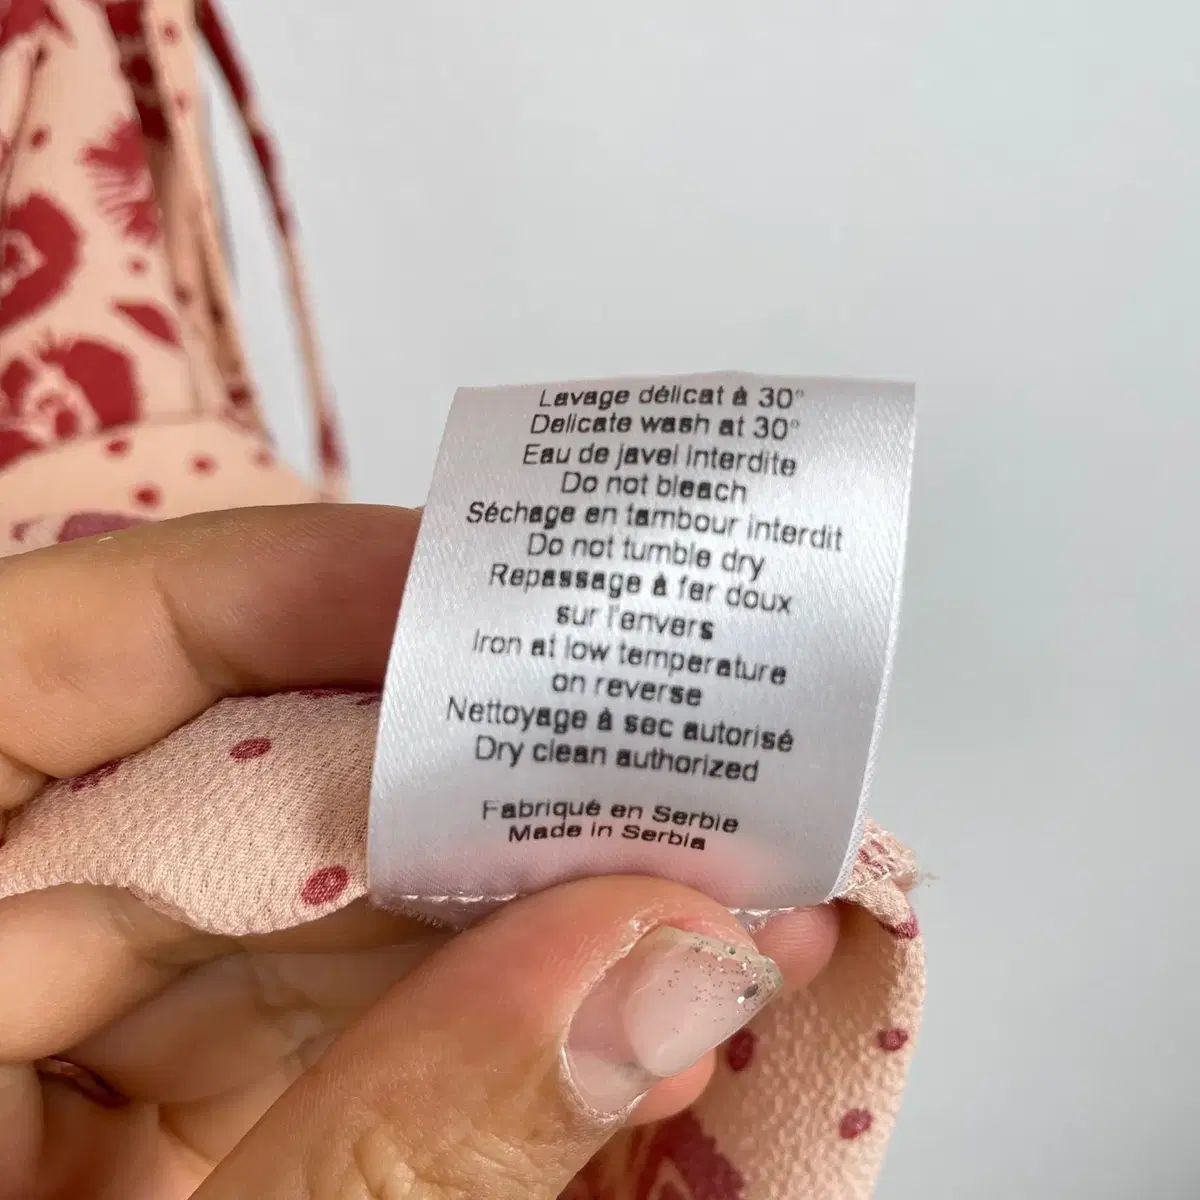 Lavage délicat à 30°
Delicate wash at 30°
Eau de javel interdite
Do not bleach
Séchage en tambour interdit
Do not tumble dry
Repassage à fer doux
sur l'envers
Iron at low temperature
on reverse
Nettoyage à sec autorisé
Dry clean authorized
Fabriqué en Serbie
Made in Serbia